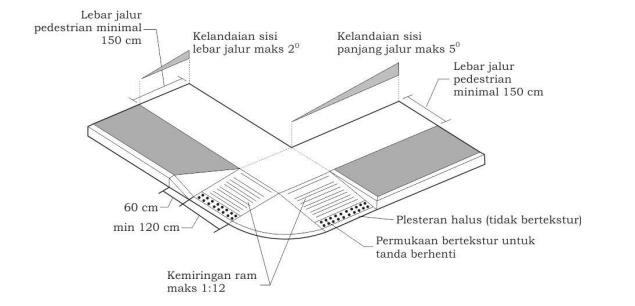 Lebar jalur
pedestrian minimal
150 cm
Kelandaian sisi
lebar jalur maks 2⁰
Kelandaian sisi
panjang jalur maks 5⁰
Lebar jalur
pedestrian
minimal 150 cm
60 cm
min 120 cm
Plesteran halus (tidak bertekstur)
Permukaan bertekstur untuk
tanda berhenti
Kemiringan ram
maks 1:12